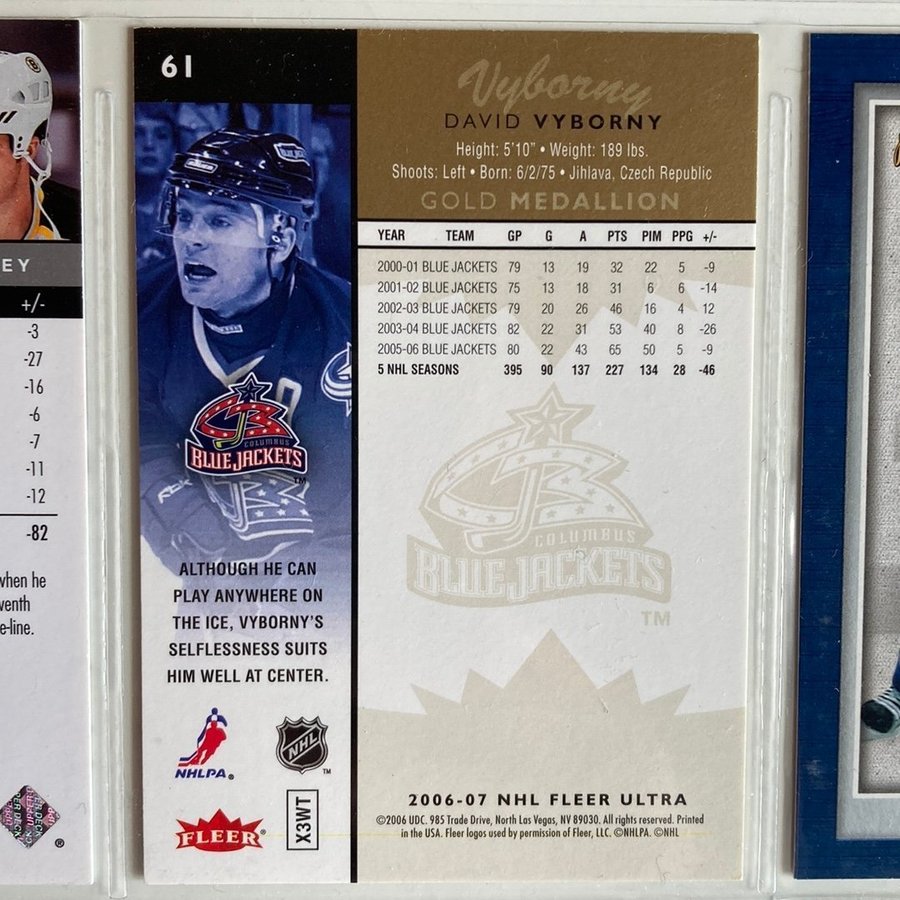 EY
+/-
-3
-27
-16
-6
-7
-11
-12
-82
when he
venth
e-line.
®
61
Vyborny
DAVID VYBORNY
Height: 5'10" • Weight: 189 lbs.
Shoots: Left • Born: 6/2/75 • Jihlava, Czech Republic
GOLD MEDALLION
YEAR TEAM GP G A PTS PIM PPG +/-
2000-01 BLUE JACKETS 79 13 19 32 22 5 -9
2001-02 BLUE JACKETS 75 13 18 31 6 6 -14
2002-03 BLUE JACKETS 79 20 26 46 16 4 12
2003-04 BLUE JACKETS 82 22 31 53 40 8 -26
2005-06 BLUE JACKETS 80 22 43 65 50 5 -9
5 NHL SEASONS 395 90 137 227 134 28 -46
COLUMBUS
BLUE JACKETS
TM
COLUMBUS
BLUE JACKETS
TM
ALTHOUGH HE CAN
PLAY ANYWHERE ON
THE ICE, VYBORNY'S
SELFLESSNESS SUITS
HIM WELL AT CENTER.
NHLPA®
NHL
TM
FLEER®
X3WT
2006-07 NHL FLEER ULTRA
©2006 UDC. 985 Trade Drive, North Las Vegas, NV 89030. All rights reserved. Printed
in the USA. Fleer logos used by permission of Fleer, LLC. ©NHLPA. ©NHL